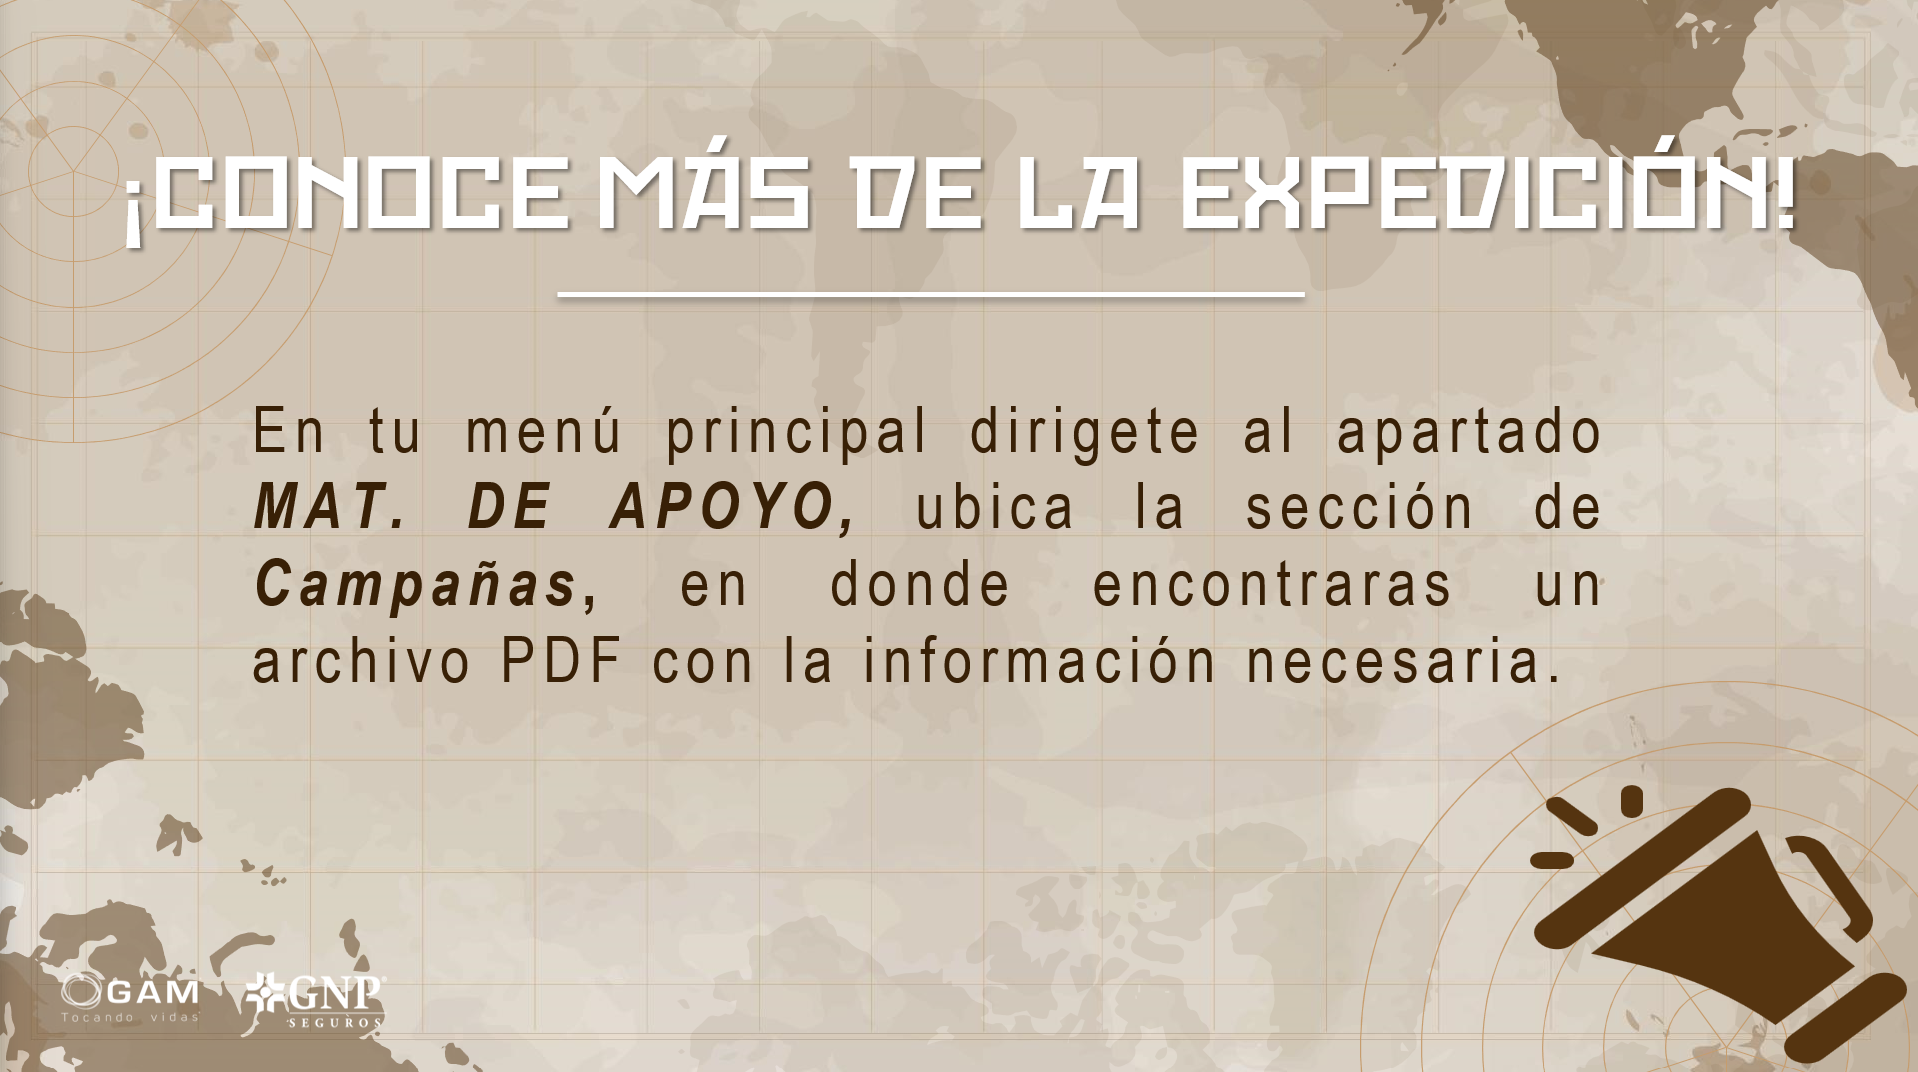 ¡CONOCE MÁS DE LA EXPEDICIÓN!
En tu menú principal dirigete al apartado
MAT. DE APOYO, ubica la sección de
Campañas, en donde encontraras un
archivo PDF con la información necesaria.
GAM
Tocando vidas
GNP
SEGUROS